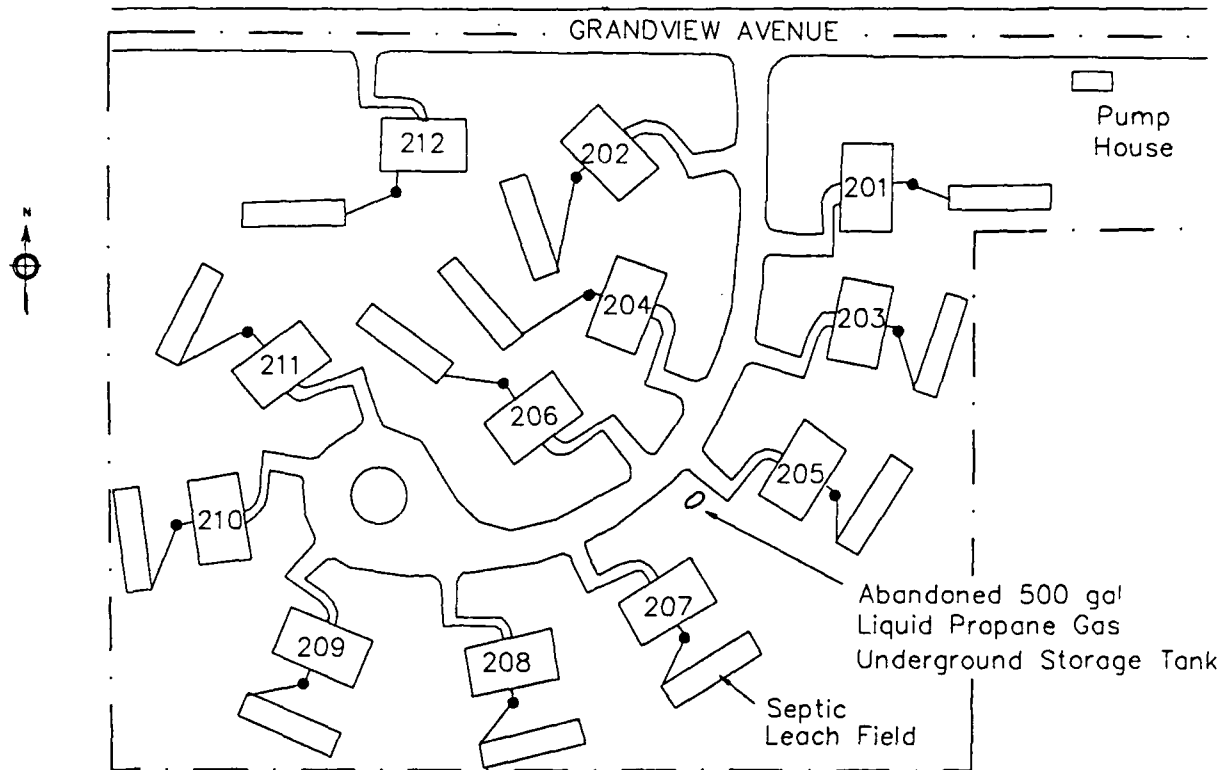 GRANDVIEW AVENUE
Pump
House
212
202
201
N
204
203
211
206
205
210
207
Abandoned 500 gal
Liquid Propane Gas
Underground Storage Tank
209
208
Septic
Leach Field